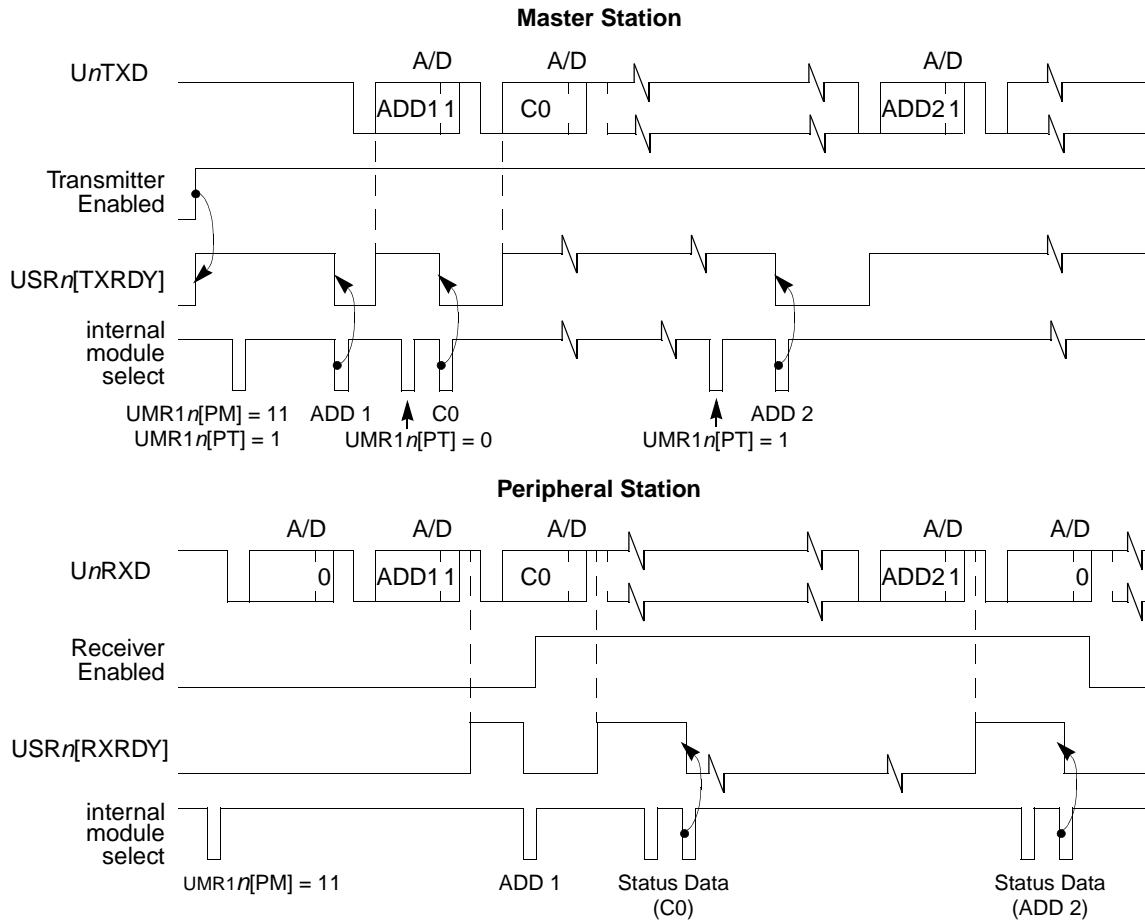 Master Station
A/D A/D A/D
UnTXD
ADD1 1 C0 ADD2 1
Transmitter
Enabled
USRn[TXRDY]
internal
module
select
UMR1n[PM] = 11 ADD 1 C0 ADD 2
UMR1n[PT] = 1 UMR1n[PT] = 0 UMR1n[PT] = 1
Peripheral Station
A/D A/D A/D A/D A/D
UnRXD
0 ADD1 1 C0 ADD2 1 0
Receiver
Enabled
USRn[RXRDY]
internal
module
select
UMR1n[PM] = 11 ADD 1 Status Data Status Data
(C0) (ADD 2)